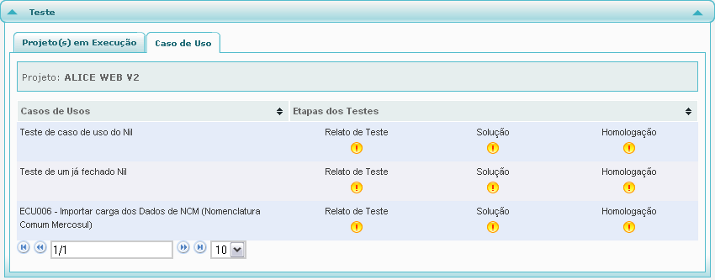 Teste
Projeto(s) em Execução Caso de Uso
Projeto: ALICE WEB V2
Casos de Usos Etapas dos Testes
Teste de caso de uso do Nil Relato de Teste Solução Homologação
Teste de um já fechado Nil Relato de Teste Solução Homologação
ECU006 - Importar carga dos Dados de NCM (Nomenclatura Relato de Teste Solução Homologação
Comum Mercosul)
1/1 10